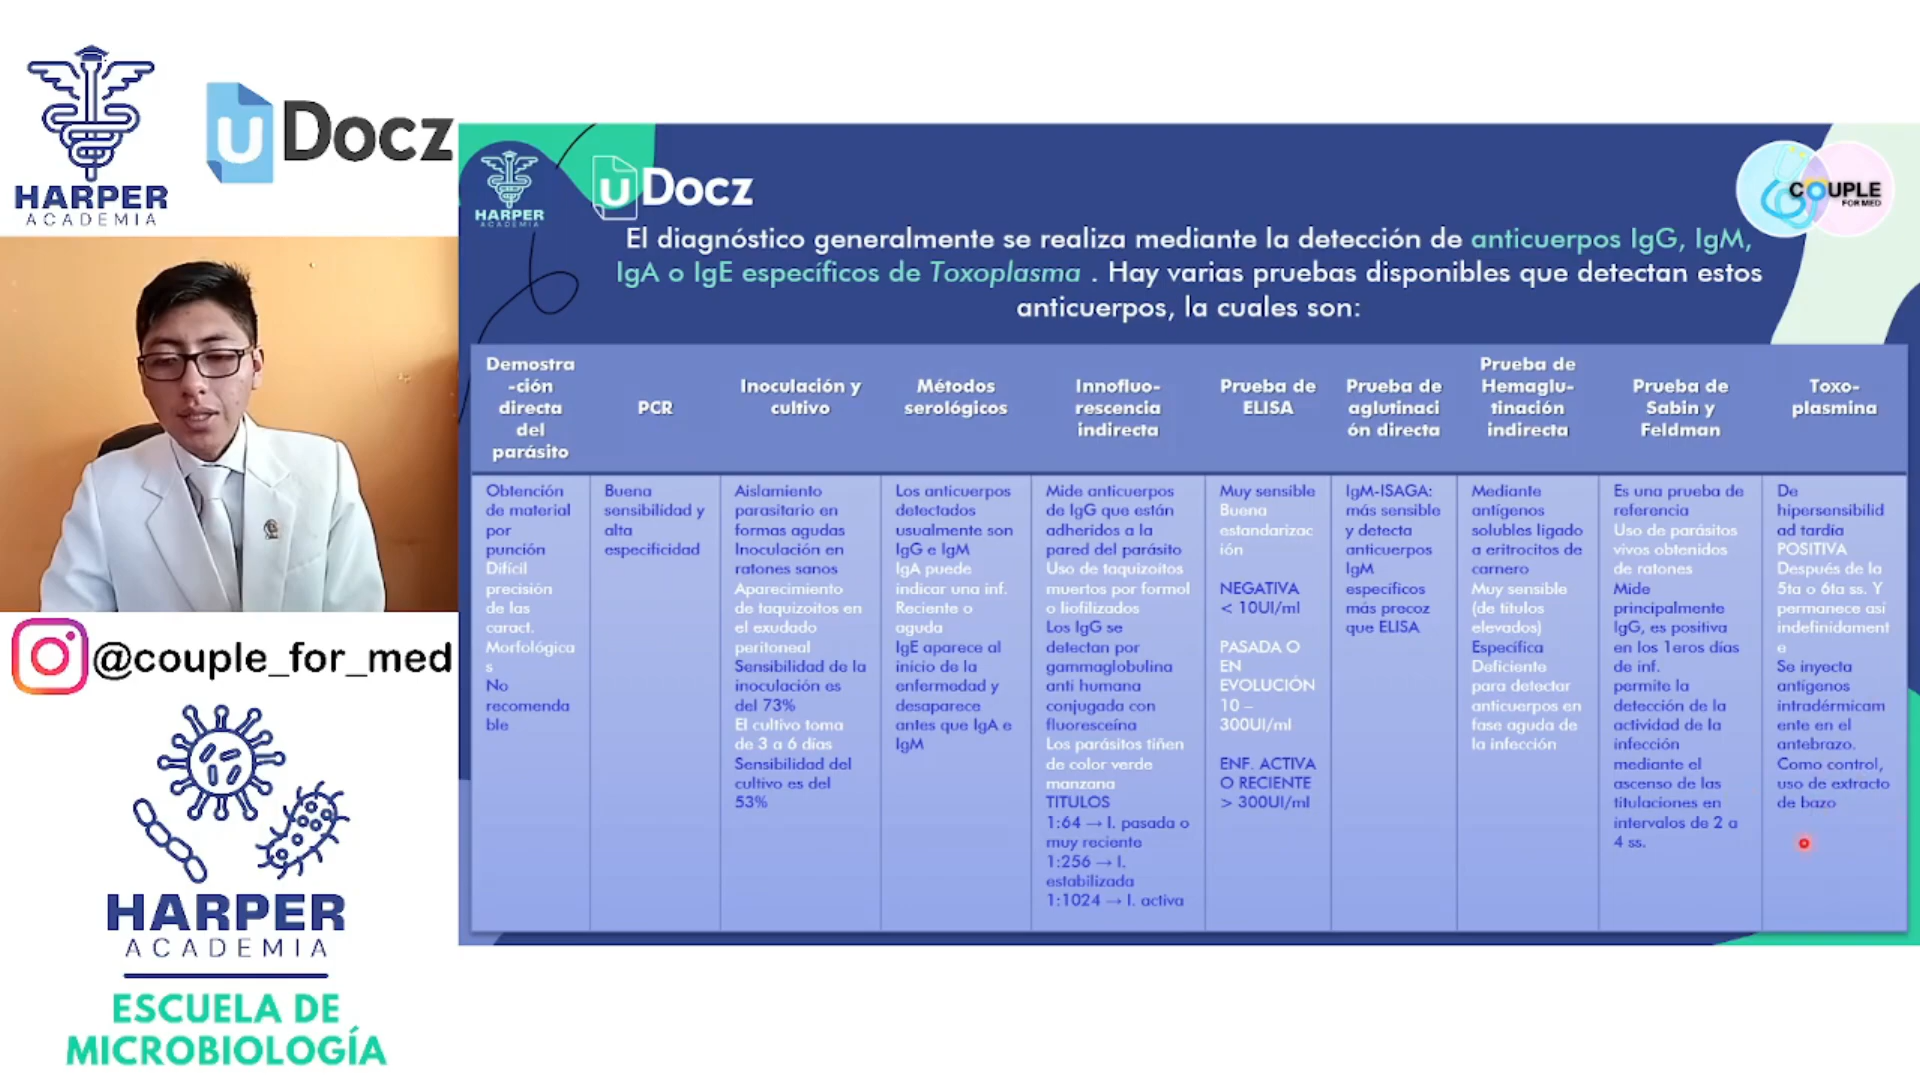 HARPER
ACADEMIA
uDocz
@couple_for_med
HARPER
ACADEMIA
ESCUELA DE
MICROBIOLOGÍA
HARPER
ACADEMIA
uDocz
COUPLE
FOR MED
El diagnóstico generalmente se realiza mediante la detección de anticuerpos IgG, IgM,
IgA o IgE específicos de Toxoplasma . Hay varias pruebas disponibles que detectan estos
anticuerpos, la cuales son:
Demostra
-ción
directa
del
parásito
PCR
Inoculación y
cultivo
Métodos
serológicos
Innofluo-
rescencia
indirecta
Prueba de
ELISA
Prueba de
aglutinaci
ón directa
Prueba de
Hemaglu-
tinación
indirecta
Prueba de
Sabin y
Feldman
Toxo-
plasmina
Obtención
de material
por
punción
Difícil
precisión
de las
caract.
Morfológica
s
No
recomenda
ble
Buena
sensibilidad y
alta
especificidad
Aislamiento
parasitario en
formas agudas
Inoculación en
ratones sanos
Aparecimiento
de taquizoitos en
el exudado
peritoneal
Sensibilidad de la
inoculación es
del 73%
El cultivo toma
de 3 a 6 días
Sensibilidad del
cultivo es del
53%
Los anticuerpos
detectados
usualmente son
IgG e IgM
IgA puede
indicar una inf.
Reciente o
aguda
IgE aparece al
inicio de la
enfermedad y
desaparece
antes que IgA e
IgM
Mide anticuerpos
de IgG que están
adheridos a la
pared del parásito
Uso de taquizoitos
muertos por formol
o liofilizados
Los IgG se
detectan por
gammaglobulina
anti humana
conjugada con
fluoresceína
Los parásitos tiñen
de color verde
manzana
TITULOS
1:64 → I. pasada o
muy reciente
1:256 → I.
estabilizada
1:1024 → I. activa
Muy sensible
Buena
estandarizac
ión
NEGATIVA
< 10UI/ml
PASADA O
EN
EVOLUCIÓN
10 –
300UI/ml
ENF. ACTIVA
O RECIENTE
> 300UI/ml
IgM-ISAGA:
más sensible
y detecta
anticuerpos
IgM
específicos
más precoz
que ELISA
Mediante
antígenos
solubles ligado
a eritrocitos de
carnero
Muy sensible
(de títulos
elevados)
Específica
Deficiente
para detectar
anticuerpos en
fase aguda de
la infección
Es una prueba de
referencia
Uso de parásitos
vivos obtenidos
de ratones
Mide
principalmente
IgG, es positiva
en los 1eros días
de inf.
permite la
detección de la
actividad de la
infección
mediante el
ascenso de las
titulaciones en
intervalos de 2 a
4 ss.
De
hipersensibilid
ad tardía
POSITIVA
Después de la
5ta o 6ta ss. Y
permanece asi
indefinidament
e
Se inyecta
antígenos
intradérmicam
ente en el
antebrazo.
Como control,
uso de extracto
de bazo